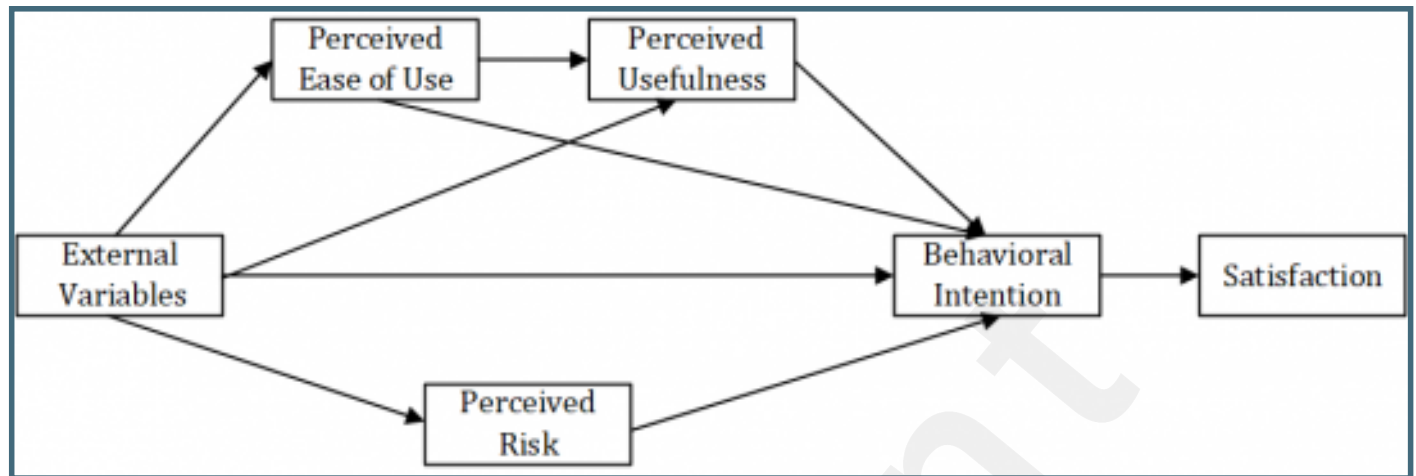 Perceived
Ease of Use
Perceived
Usefulness
External
Variables
Behavioral
Intention
Satisfaction
Perceived
Risk